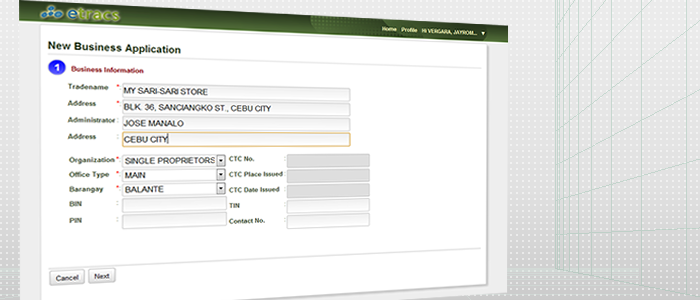 etracs
Home Profile Hi VERGARA, JAYROM... ▼
New Business Application
1 Business Information
Tradename * MY SARI-SARI STORE
Address * BLK. 36, SANCIANGKO ST., CEBU CITY
Administrator : JOSE MANALO
Address : CEBU CITY
Organization * SINGLE PROPRIETORS CTC No. :
Office Type * MAIN CTC Place Issued :
Barangay * BALANTE CTC Date Issued :
BIN : TIN :
PIN : Contact No. :
Cancel Next